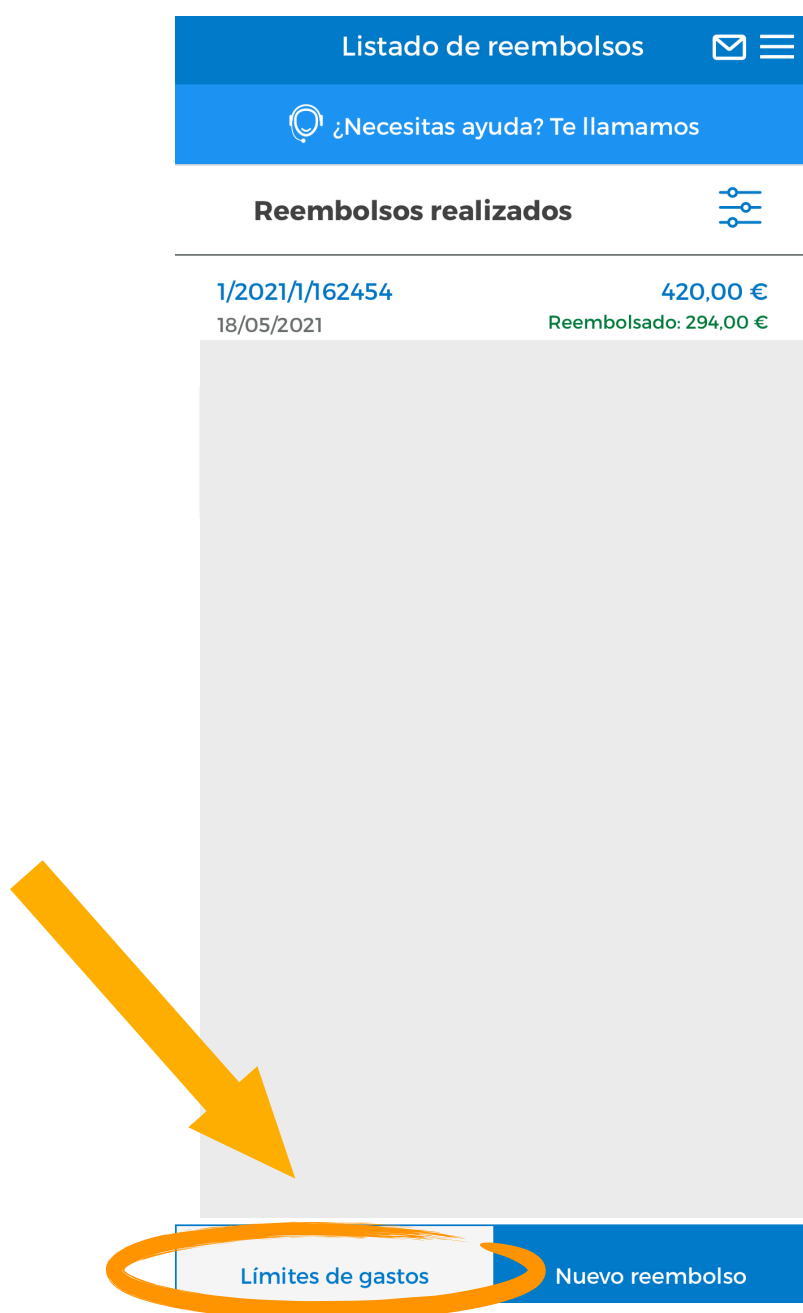 Listado de reembolsos
¿Necesitas ayuda? Te llamamos
Reembolsos realizados
1/2021/1/162454
420,00 €
18/05/2021
Reembolsado: 294,00 €
Límites de gastos
Nuevo reembolso